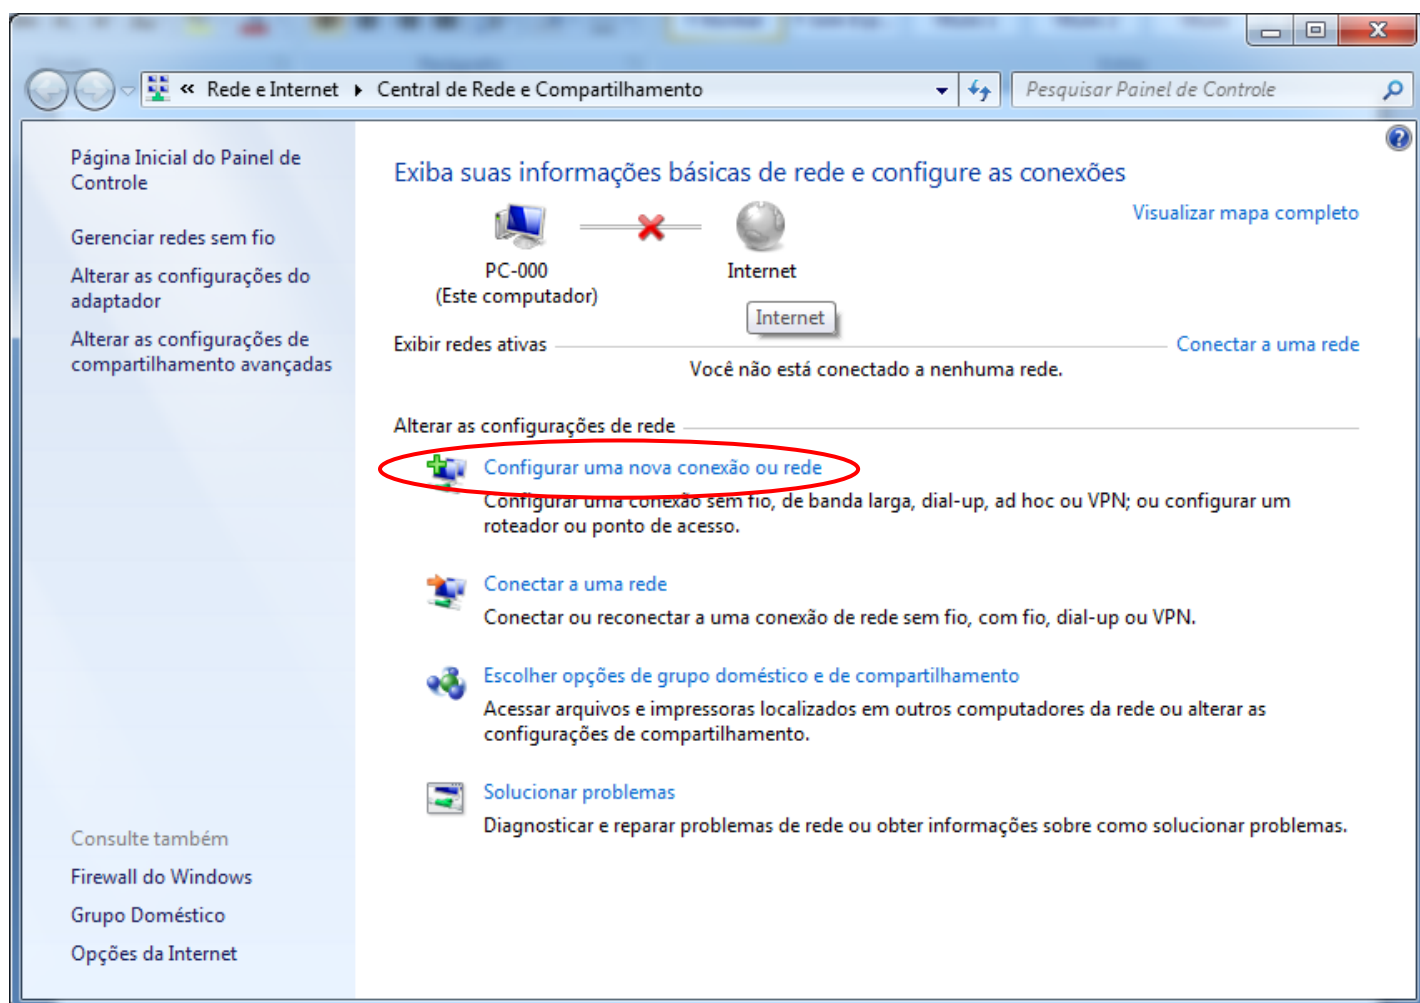 « Rede e Internet ▸ Central de Rede e Compartilhamento
Pesquisar Painel de Controle
Página Inicial do Painel de
Controle
Gerenciar redes sem fio
Alterar as configurações do
adaptador
Alterar as configurações de
compartilhamento avançadas
Exiba suas informações básicas de rede e configure as conexões
Visualizar mapa completo
PC-000
(Este computador)
Internet
Internet
Exibir redes ativas
Conectar a uma rede
Você não está conectado a nenhuma rede.
Alterar as configurações de rede
Configurar uma nova conexão ou rede
Configurar uma conexão sem fio, de banda larga, dial-up, ad hoc ou VPN; ou configurar um
roteador ou ponto de acesso.
Conectar a uma rede
Conectar ou reconectar a uma conexão de rede sem fio, com fio, dial-up ou VPN.
Escolher opções de grupo doméstico e de compartilhamento
Acessar arquivos e impressoras localizados em outros computadores da rede ou alterar as
configurações de compartilhamento.
Solucionar problemas
Diagnosticar e reparar problemas de rede ou obter informações sobre como solucionar problemas.
Consulte também
Firewall do Windows
Grupo Doméstico
Opções da Internet